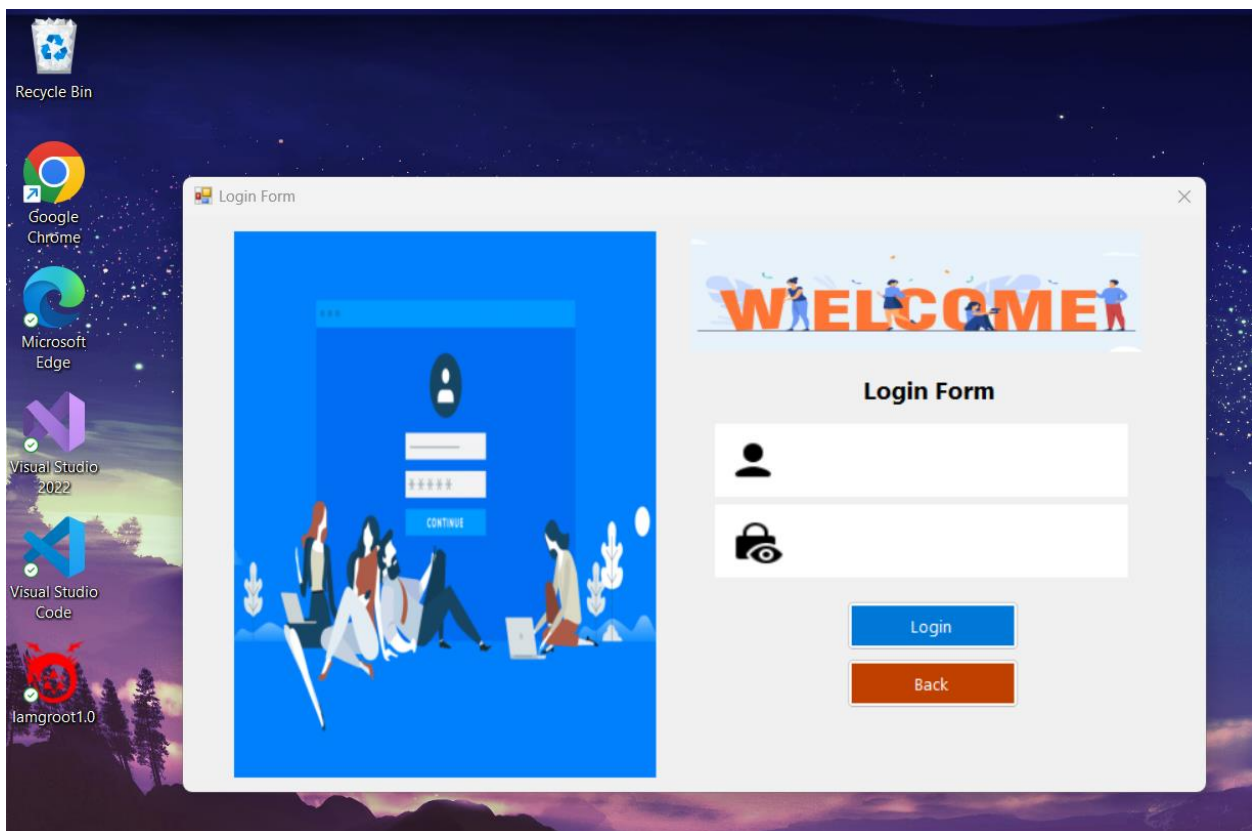 Recycle Bin
Google
Chrome
Microsoft
Edge
Visual Studio
2022
Visual Studio
Code
Iamgroot1.0
Login Form
CONTINUE
WELCOME
Login Form
Login
Back